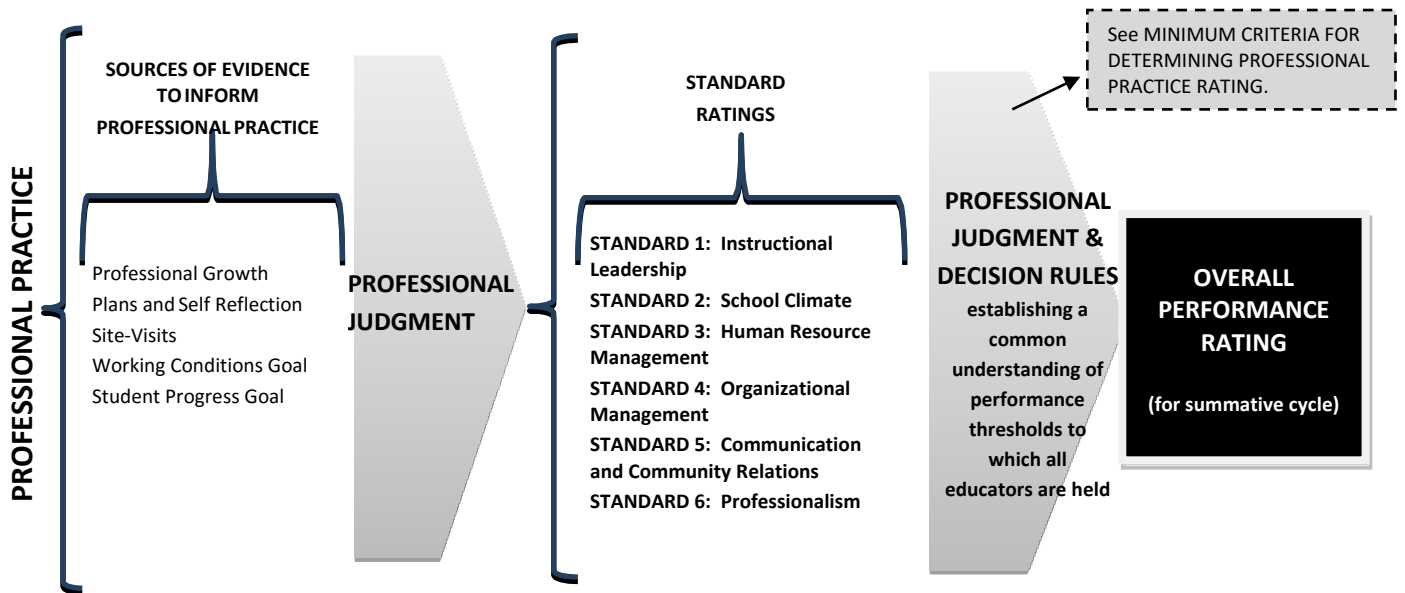 PROFESSIONAL PRACTICE
SOURCES OF EVIDENCE
TO INFORM
PROFESSIONAL PRACTICE
Professional Growth
Plans and Self Reflection
Site-Visits
Working Conditions Goal
Student Progress Goal
PROFESSIONAL
JUDGMENT
STANDARD
RATINGS
STANDARD 1: Instructional
Leadership
STANDARD 2: School Climate
STANDARD 3: Human Resource
Management
STANDARD 4: Organizational
Management
STANDARD 5: Communication
and Community Relations
STANDARD 6: Professionalism
See MINIMUM CRITERIA FOR
DETERMINING PROFESSIONAL
PRACTICE RATING.
PROFESSIONAL
JUDGMENT &
DECISION RULES
establishing a
common
understanding of
performance
thresholds to
which all
educators are held
OVERALL
PERFORMANCE
RATING
(for summative cycle)